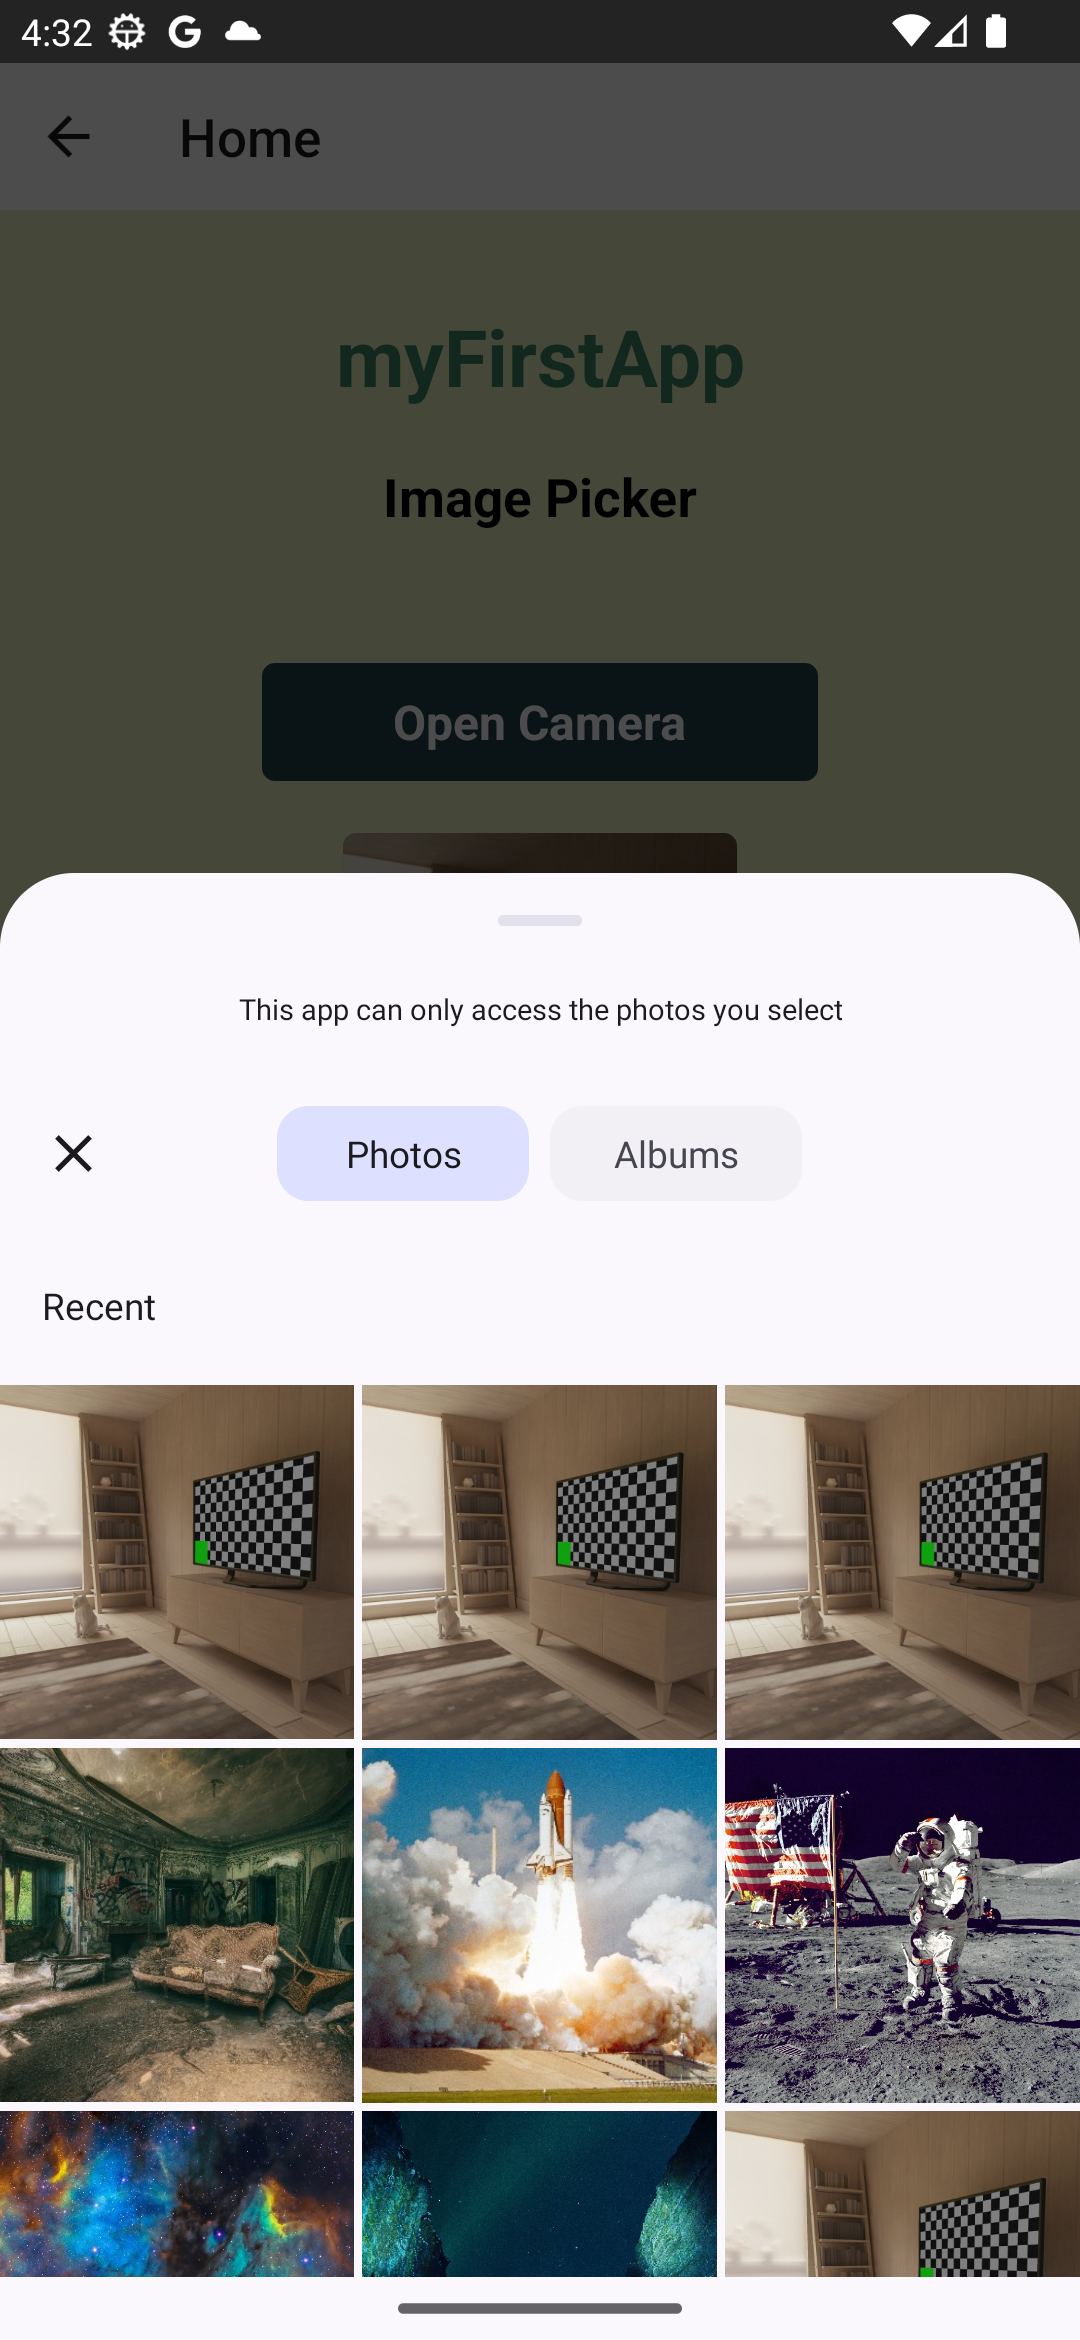 4:32
Home
myFirstApp
Image Picker
Open Camera
This app can only access the photos you select
Photos
Albums
Recent